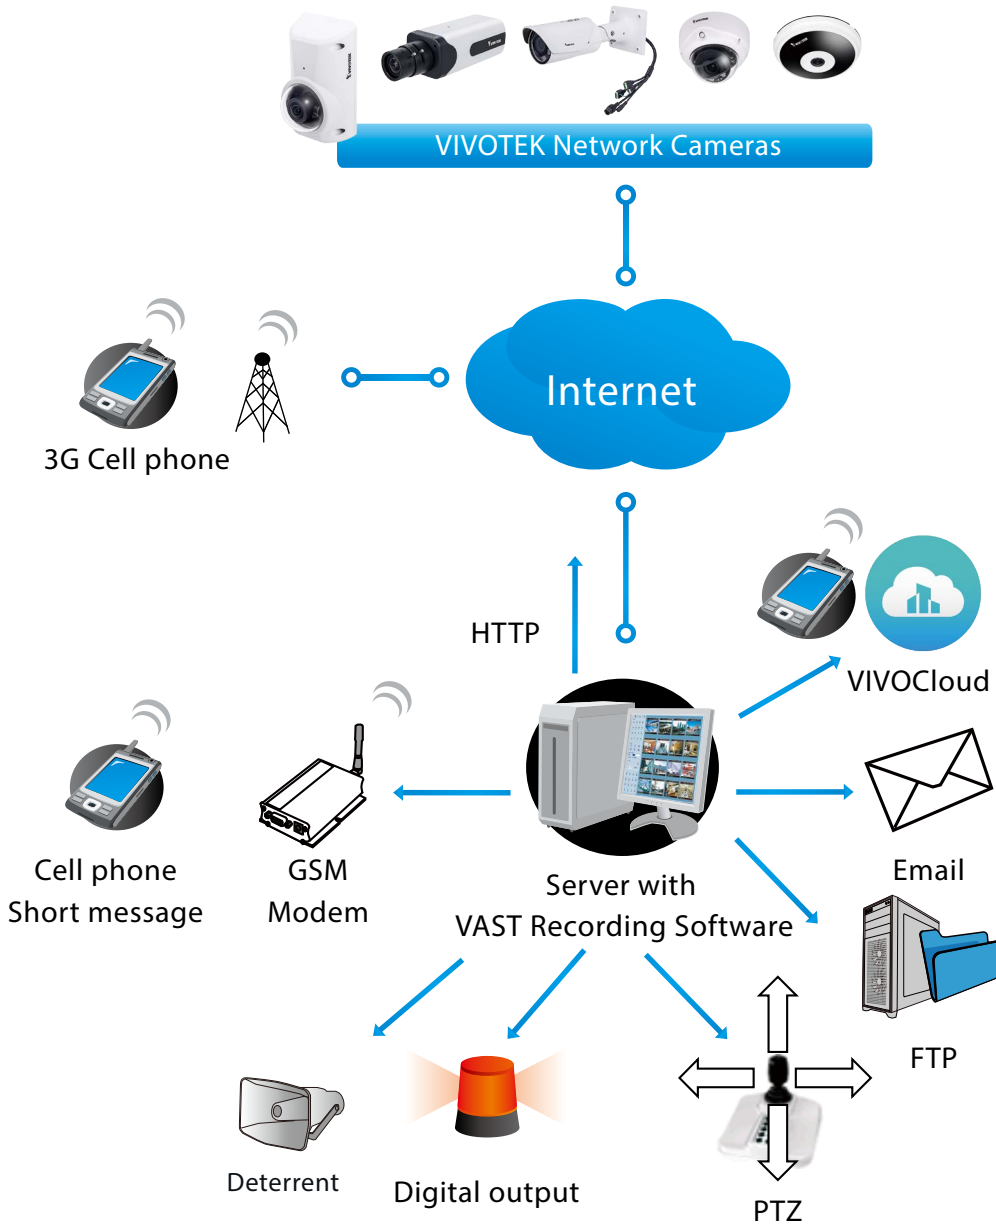 VIVOTEK
VIVOTEK Network Cameras
Internet
3G Cell phone
HTTP
VIVOCloud
Cell phone
Short message
GSM
Modem
Server with
VAST Recording Software
Email
FTP
Deterrent
Digital output
PTZ